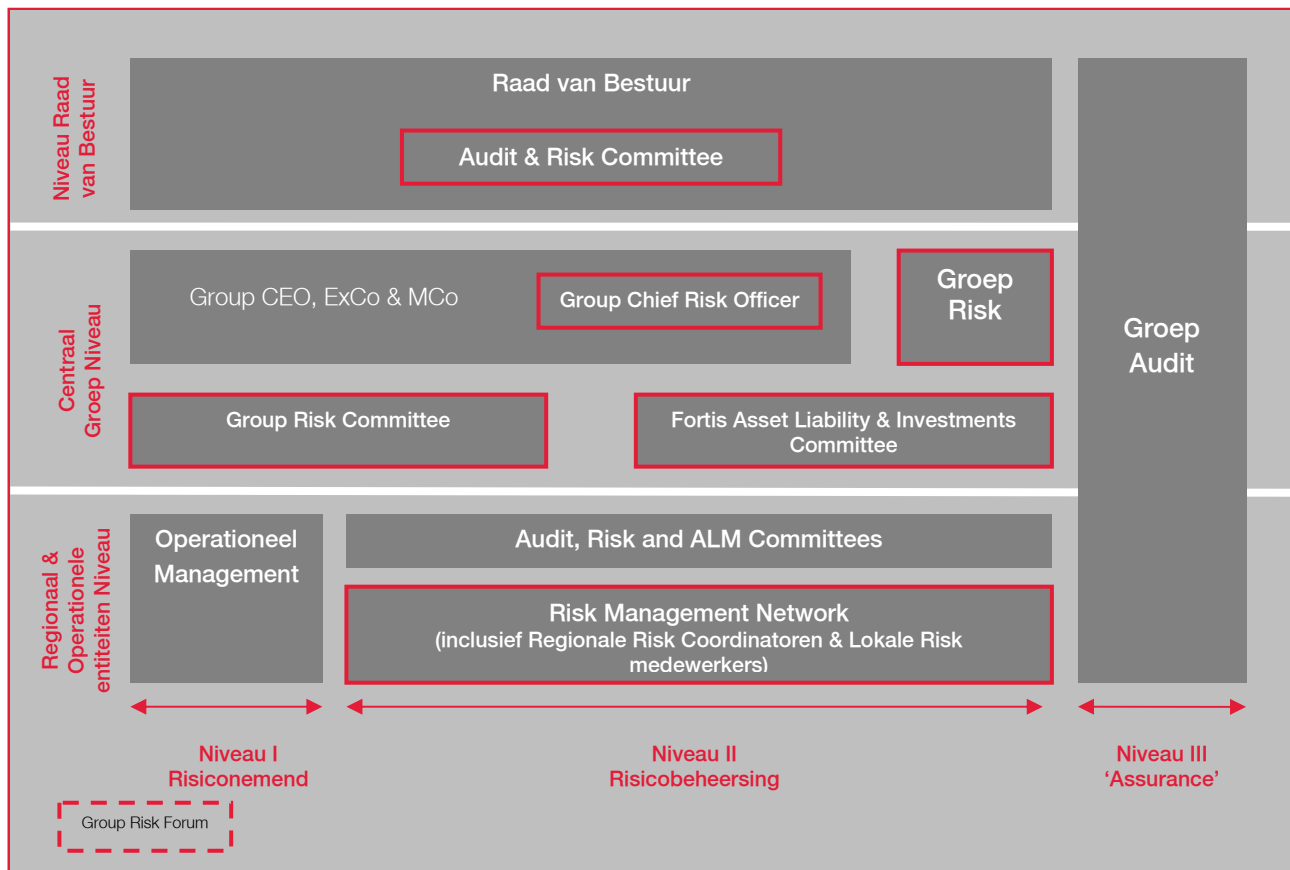 Niveau Raad
van Bestuur
Raad van Bestuur
Audit & Risk Committee
Centraal
Groep Niveau
Group CEO, ExCo & MCo
Group Chief Risk Officer
Groep
Risk
Groep
Audit
Group Risk Committee
Fortis Asset Liability & Investments
Committee
Regionaal &
Operationele
entiteiten Niveau
Operationeel
Management
Audit, Risk and ALM Committees
Risk Management Network
(inclusief Regionale Risk Coordinatoren & Lokale Risk
medewerkers)
Niveau I
Risiconemend
Niveau II
Risicobeheersing
Niveau III
‘Assurance’
Group Risk Forum